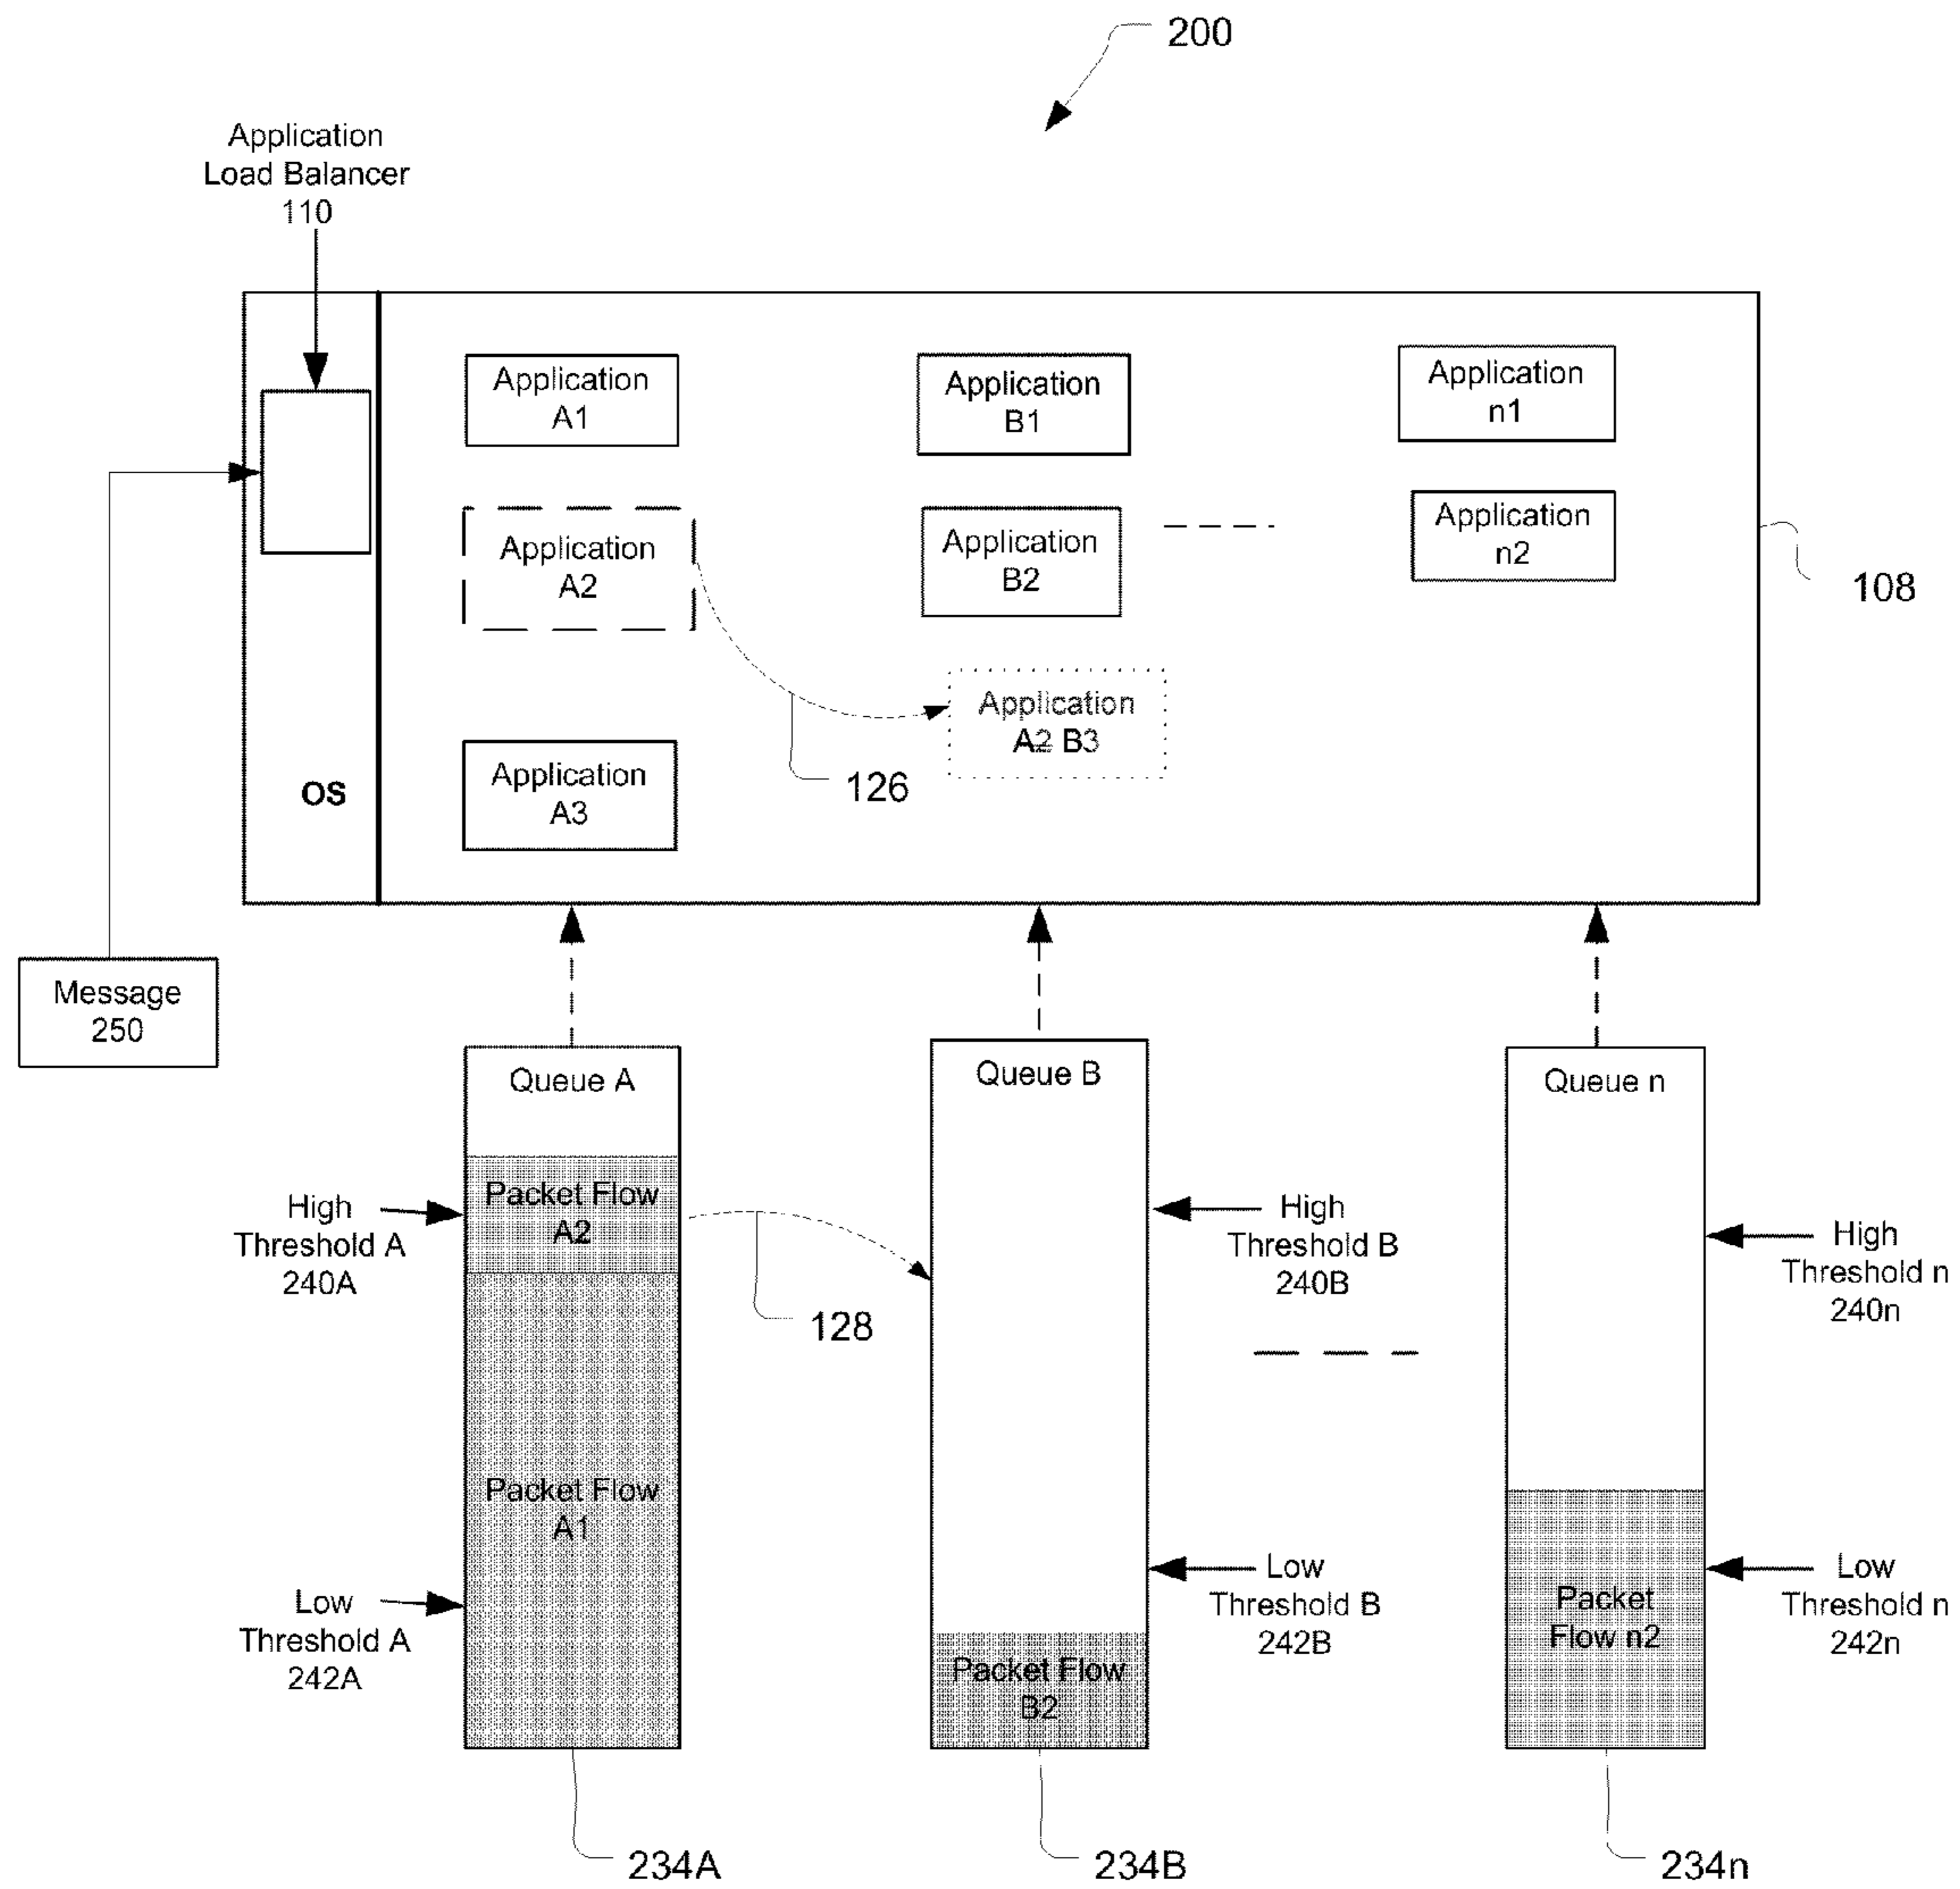 200
Application
Load Balancer
110
Application
A1
Application
B1
Application
n1
Application
A2
Application
B2
Application
n2
108
Application
A2 B3
126
OS
Application
A3
Message
250
Queue A
Queue B
Queue n
High
Threshold A
240A
Packet Flow
A2
High
Threshold B
240B
High
Threshold n
240n
128
Packet Flow
A1
Low
Threshold A
242A
Low
Threshold B
242B
Packet Flow
B2
Packet
Flow n2
Low
Threshold n
242n
234A
234B
234n